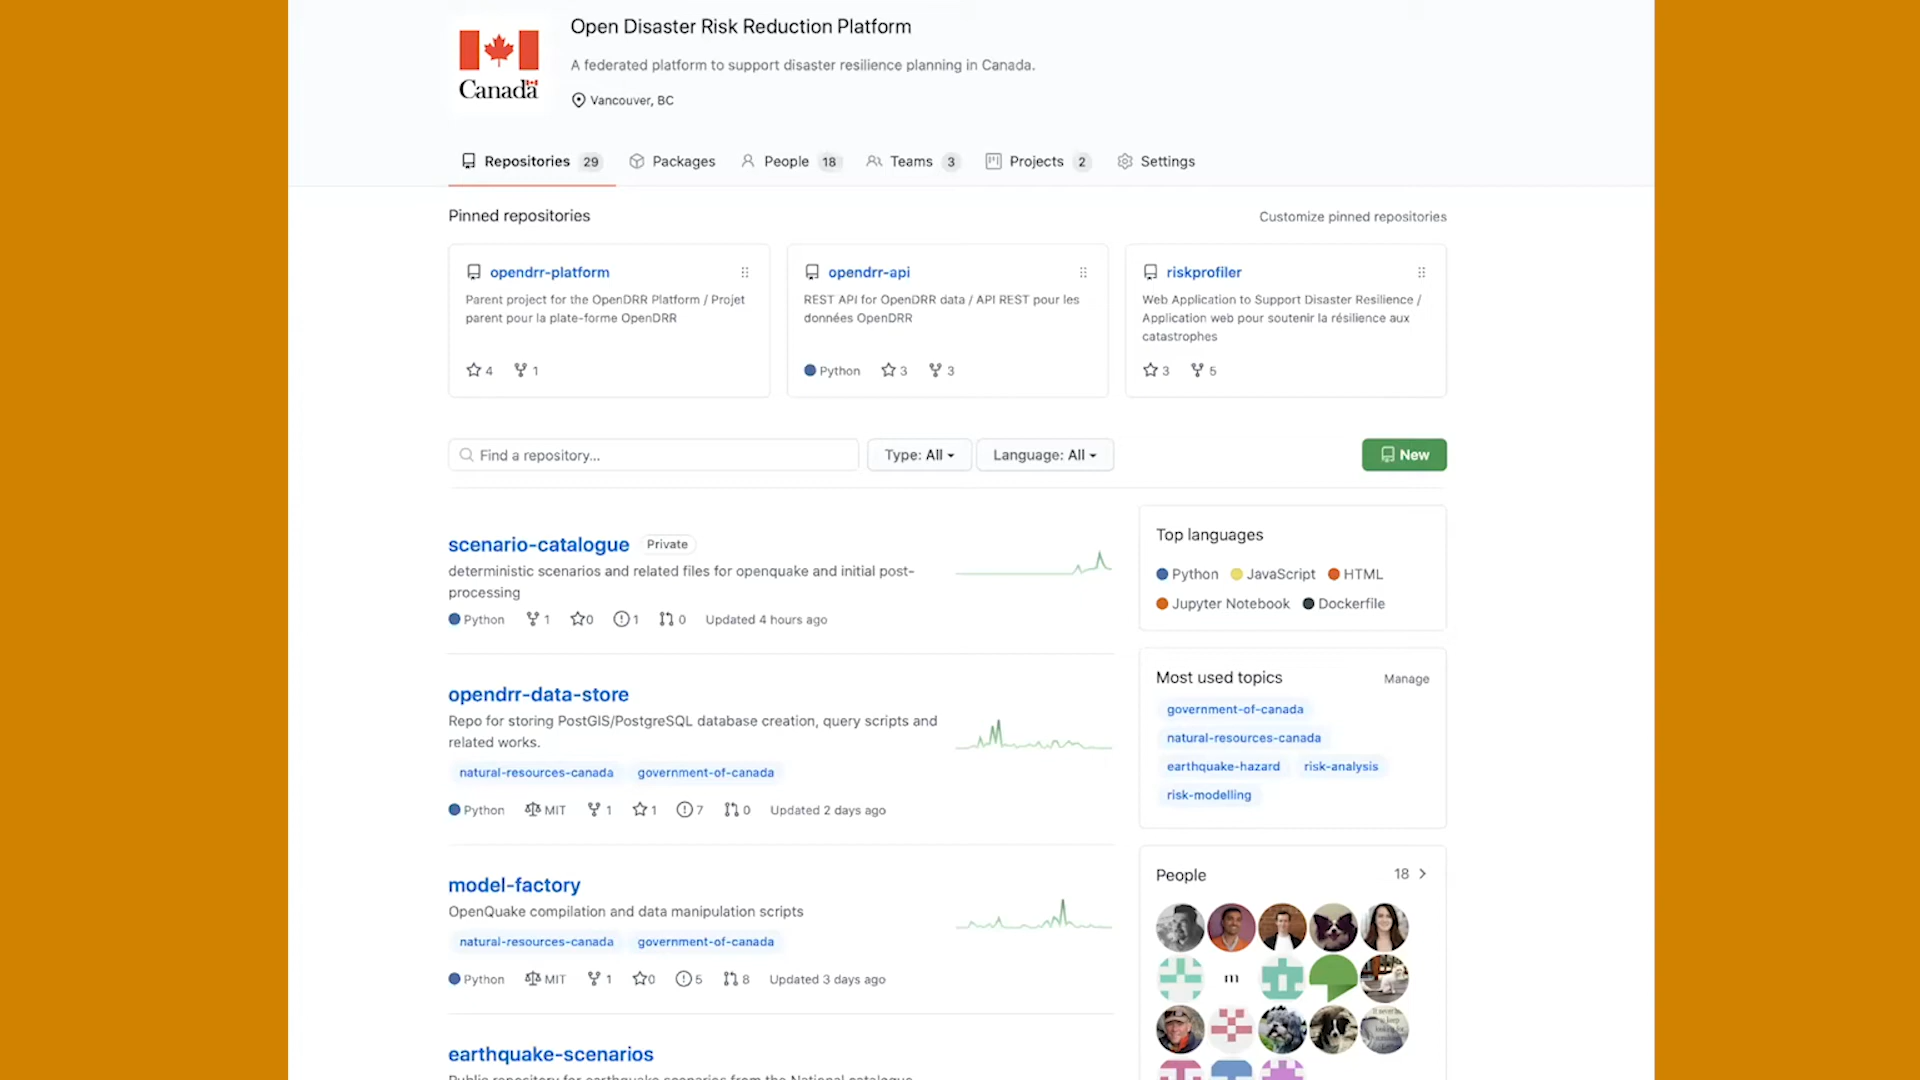 Open Disaster Risk Reduction Platform
A federated platform to support disaster resilience planning in Canada.
Canada
Vancouver, BC
Repositories 29 Packages People 18 Teams 3 Projects 2 Settings
Pinned repositories Customize pinned repositories
opendrr-platform
Parent project for the OpenDRR Platform / Projet
parent pour la plate-forme OpenDRR
4 1
opendrr-api
REST API for OpenDRR data / API REST pour les
données OpenDRR
Python 3 3
riskprofiler
Web Application to Support Disaster Resilience /
Application web pour soutenir la résilience aux
catastrophes
3 5
Find a repository... Type: All Language: All New
scenario-catalogue Private
deterministic scenarios and related files for openquake and initial post-
processing
Python 1 0 1 0 Updated 4 hours ago
opendrr-data-store
Repo for storing PostGIS/PostgreSQL database creation, query scripts and
related works.
natural-resources-canada government-of-canada
Python MIT 1 1 7 0 Updated 2 days ago
model-factory
OpenQuake compilation and data manipulation scripts
natural-resources-canada government-of-canada
Python MIT 1 0 5 8 Updated 3 days ago
earthquake-scenarios
Public repository for earthquake scenarios from the National catalogue
Top languages
Python JavaScript HTML
Jupyter Notebook Dockerfile
Most used topics Manage
government-of-canada
natural-resources-canada
earthquake-hazard risk-analysis
risk-modelling
People 18
m